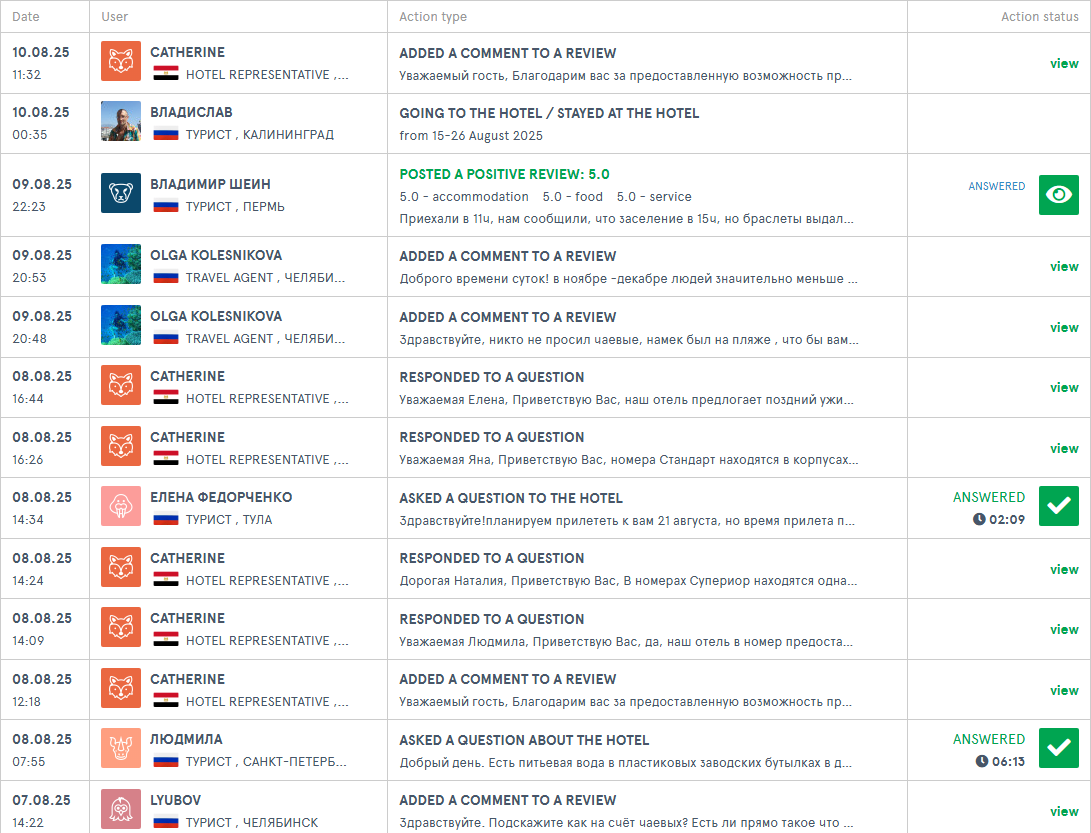 Date User Action type Action status
10.08.25 CATHERINE ADDED A COMMENT TO A REVIEW view
11:32 HOTEL REPRESENTATIVE ,... Уважаемый гость, Благодарим вас за предоставленную возможность пр...
10.08.25 ВЛАДИСЛАВ GOING TO THE HOTEL / STAYED AT THE HOTEL
00:35 ТУРИСТ , КАЛИНИНГРАД from 15-26 August 2025
POSTED A POSITIVE REVIEW: 5.0
09.08.25 ВЛАДИМИР ШЕИН 5.0 - accommodation 5.0 - food 5.0 - service ANSWERED
22:23 ТУРИСТ , ПЕРМЬ Приехали в 11ч, нам сообщили, что заселение в 15ч, но браслеты выдал...
09.08.25 OLGA KOLESNIKOVA ADDED A COMMENT TO A REVIEW view
20:53 TRAVEL AGENT , ЧЕЛЯБИ... Доброго времени суток! в ноябре -декабре людей значительно меньше ...
09.08.25 OLGA KOLESNIKOVA ADDED A COMMENT TO A REVIEW view
20:48 TRAVEL AGENT , ЧЕЛЯБИ... Здравствуйте, никто не просил чаевые, намек был на пляже , что бы вам...
08.08.25 CATHERINE RESPONDED TO A QUESTION view
16:44 HOTEL REPRESENTATIVE ,... Уважаемая Елена, Приветствую Вас, наш отель предлогает поздний ужи...
08.08.25 CATHERINE RESPONDED TO A QUESTION view
16:26 HOTEL REPRESENTATIVE ,... Уважаемая Яна, Приветствую Вас, номера Стандарт находятся в корпусах...
08.08.25 ЕЛЕНА ФЕДОРЧЕНКО ASKED A QUESTION TO THE HOTEL ANSWERED
14:34 ТУРИСТ , ТУЛА Здравствуйте!планируем прилететь к вам 21 августа, но время прилета п... 02:09
08.08.25 CATHERINE RESPONDED TO A QUESTION view
14:24 HOTEL REPRESENTATIVE ,... Дорогая Наталия, Приветствую Вас, В номерах Супериор находятся одна...
08.08.25 CATHERINE RESPONDED TO A QUESTION view
14:09 HOTEL REPRESENTATIVE ,... Уважаемая Людмила, Приветствую Вас, да, наш отель в номер предоста...
08.08.25 CATHERINE ADDED A COMMENT TO A REVIEW view
12:18 HOTEL REPRESENTATIVE ,... Уважаемый гость, Благодарим вас за предоставленную возможность пр...
08.08.25 ЛЮДМИЛА ASKED A QUESTION ABOUT THE HOTEL ANSWERED
07:55 ТУРИСТ , САНКТ-ПЕТЕРБ... Добрый день. Есть питьевая вода в пластиковых заводских бутылках в д... 06:13
07.08.25 LYUBOV ADDED A COMMENT TO A REVIEW view
14:22 ТУРИСТ , ЧЕЛЯБИНСК Здравствуйте. Подскажите как на счёт чаевых? Есть ли прямо такое что ...